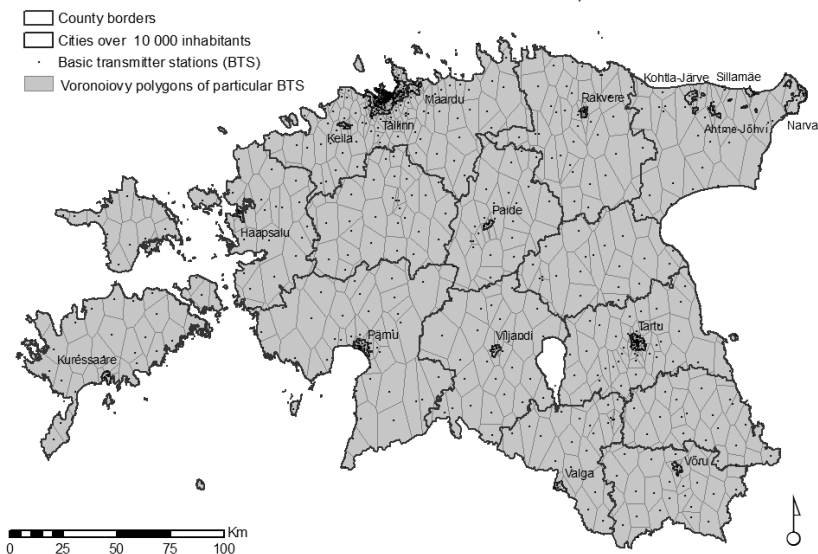 County borders
Cities over 10 000 inhabitants
Basic transmitter stations (BTS)
Voronoiovy polygons of particular BTS
Kohtla-Järve Sillamäe
Maardu
Rakvere
Tallinn
Keila
Ahtme-Jõhvi
Narva
Paide
Haapsalu
Pärnu
Viljandi
Tartu
Kuressaare
Võru
Valga
Km
0 25 50 75 100